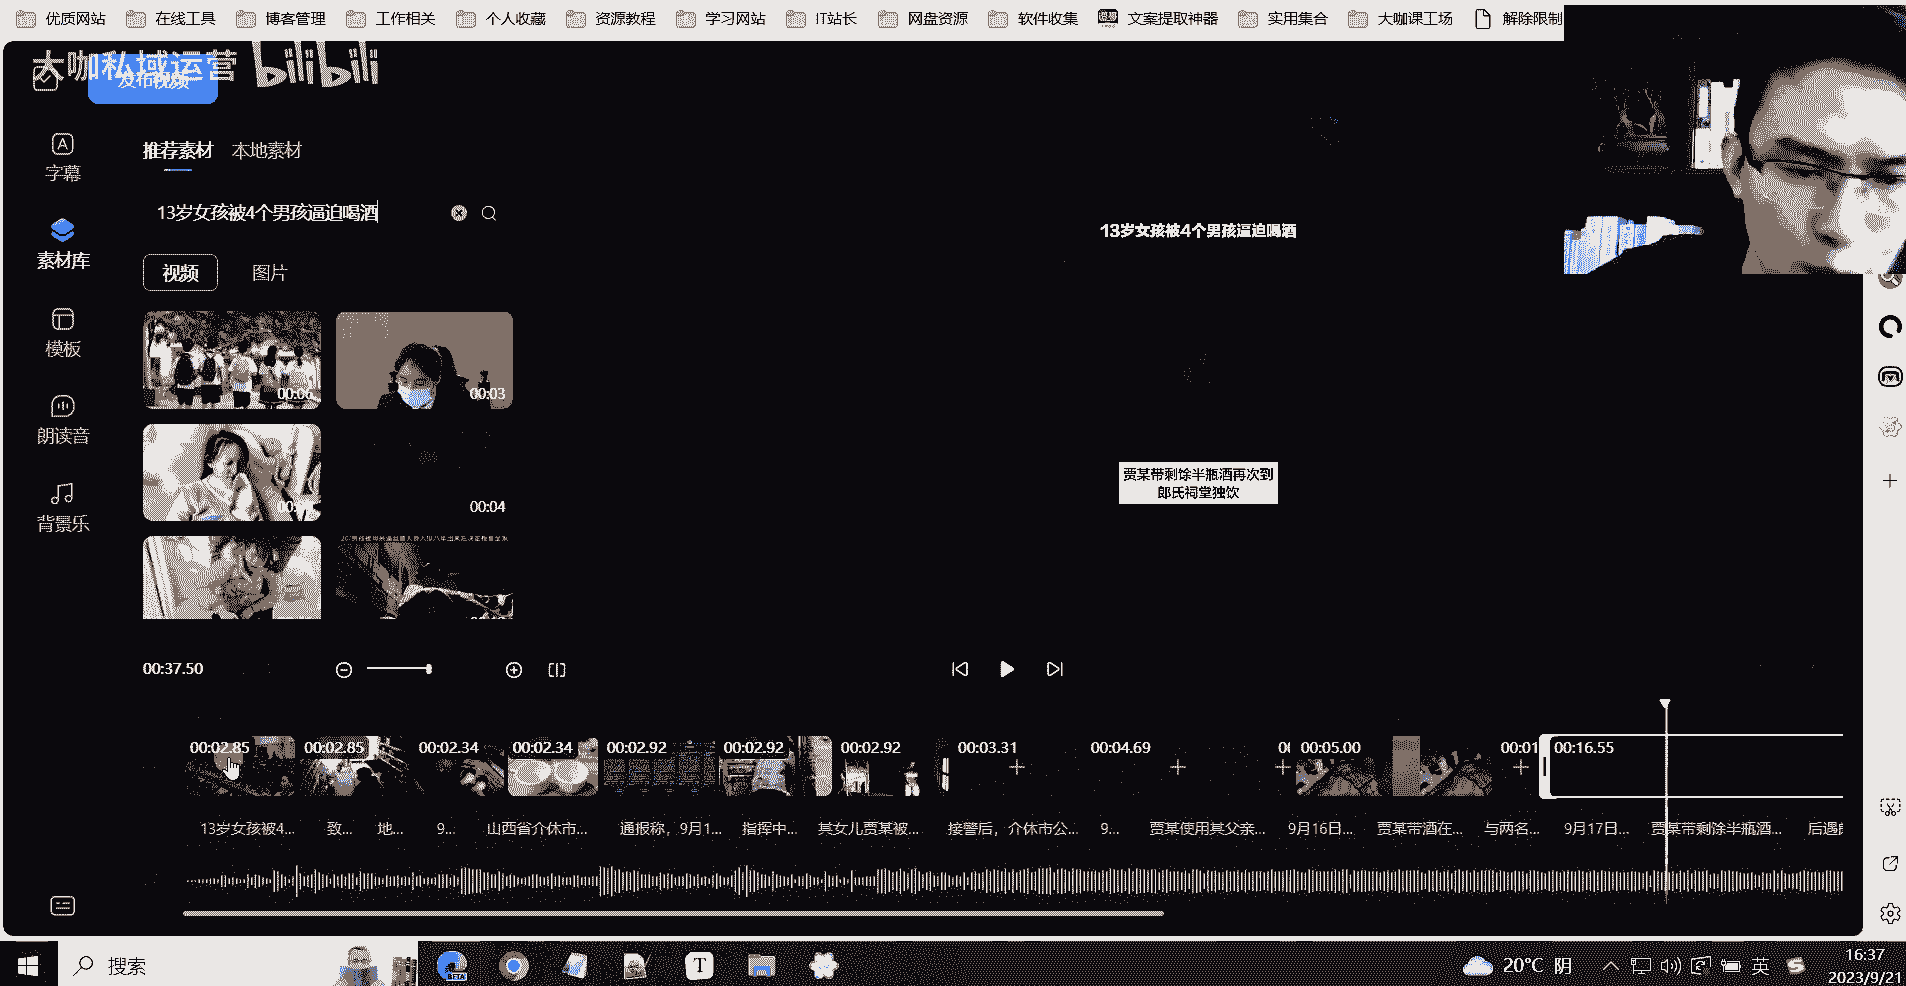 优质网站 在线工具 博客管理 工作相关 个人收藏 资源教程 学习网站 IT站长 网盘资源 软件收集 文案提取神器 实用集合 大咖课工场 解除限制
大咖私域运营 bilibili
发布视频
推荐素材 本地素材
字幕
13岁女孩被4个男孩逼迫喝酒
13岁女孩被4个男孩逼迫喝酒
素材库
视频 图片
模板
00:06 00:03
朗读音
贾某带剩馀半瓶酒再次到
郎氏祠堂独饮
00:04
背景乐
00:37.50
00:02.85 00:02.85 00:02.34 00:02.34 00:02.92 00:02.92 00:02.92 00:03.31 00:04.69 00:05.00 00:01 00:16.55
13岁女孩被4... 致... 地... 9... 山西省介休市... 通报称，9月1... 指挥中... 其女儿贾某被... 接警后，介休市公... 9... 贾某使用其父亲... 9月16日... 贾某带酒在... 与两名... 9月17日... 贾某带剩馀半瓶酒... 后遇
搜索
BETA
T
20°C 阴
英
16:37
2023/9/21